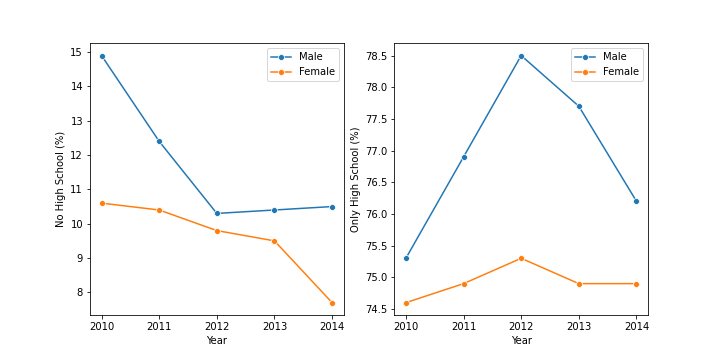 No High School (%)
15
14
13
12
11
10
9
8
2010 2011 2012 2013 2014
Year
Male
Female
Only High School (%)
78.5
78.0
77.5
77.0
76.5
76.0
75.5
75.0
74.5
2010 2011 2012 2013 2014
Year
Male
Female